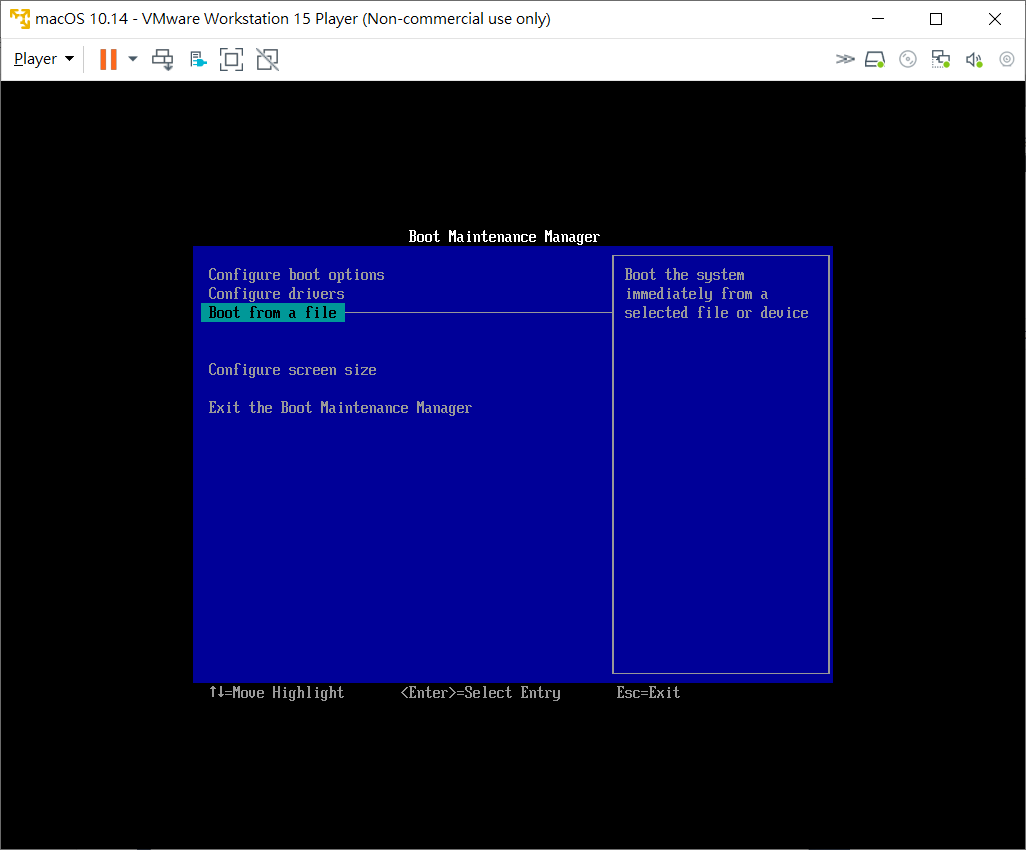 macOS 10.14 - VMware Workstation 15 Player (Non-commercial use only)
Player
Boot Maintenance Manager
Configure boot options
Configure drivers
Boot from a file
Configure screen size
Exit the Boot Maintenance Manager
Boot the system
immediately from a
selected file or device
↑↓=Move Highlight <Enter>=Select Entry Esc=Exit